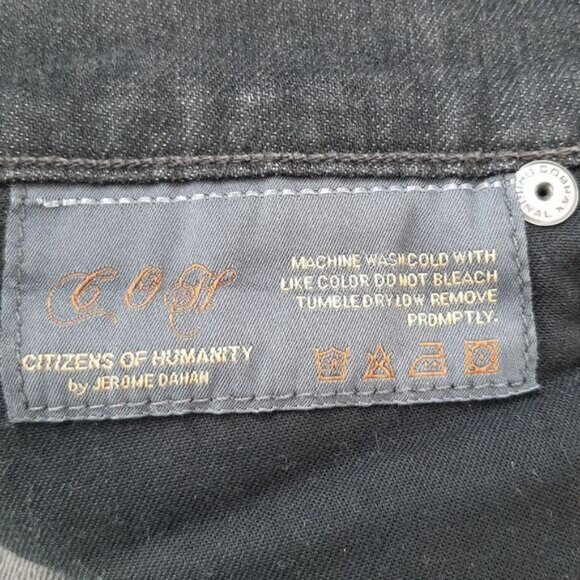 C O H
CITIZENS OF HUMANITY
by JEROME DAHAN
MACHINE WASH COLD WITH
LIKE COLOR DO NOT BLEACH
TUMBLE DRY LOW REMOVE
PROMPTLY.